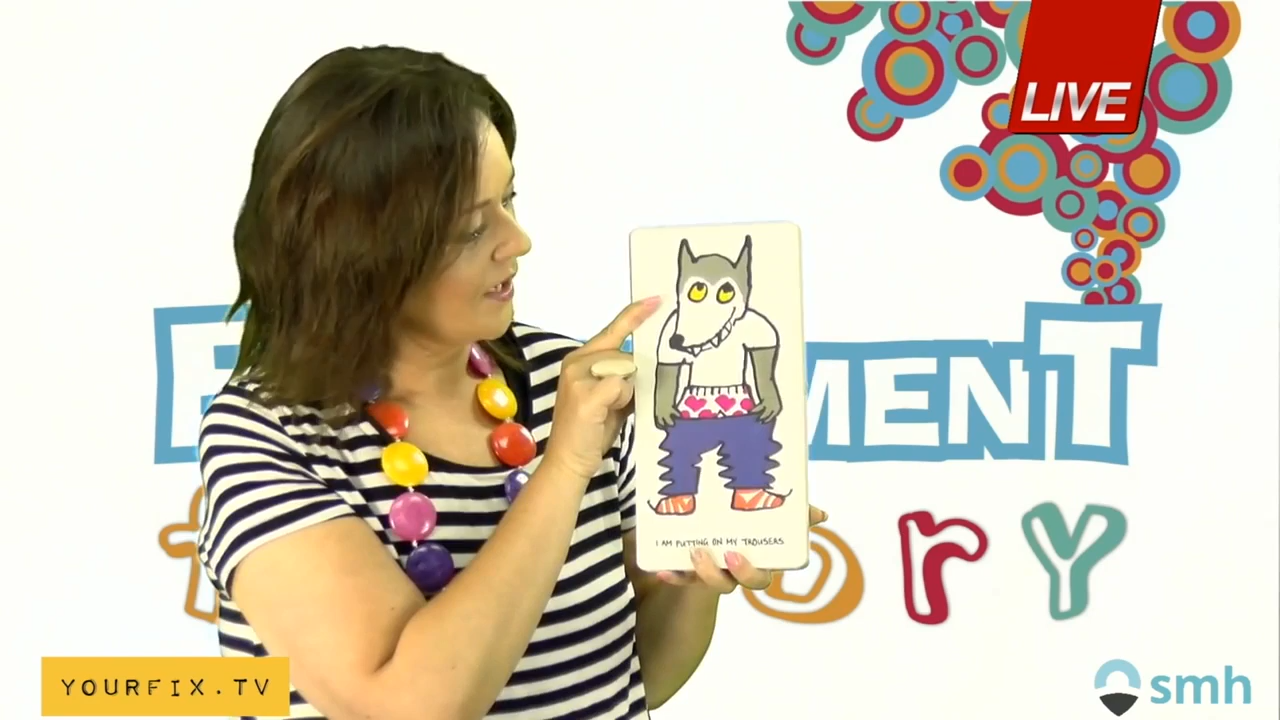 LIVE
MENT
ry
I AM PUTTING ON MY TROUSERS
YOURFIX.TV
smh